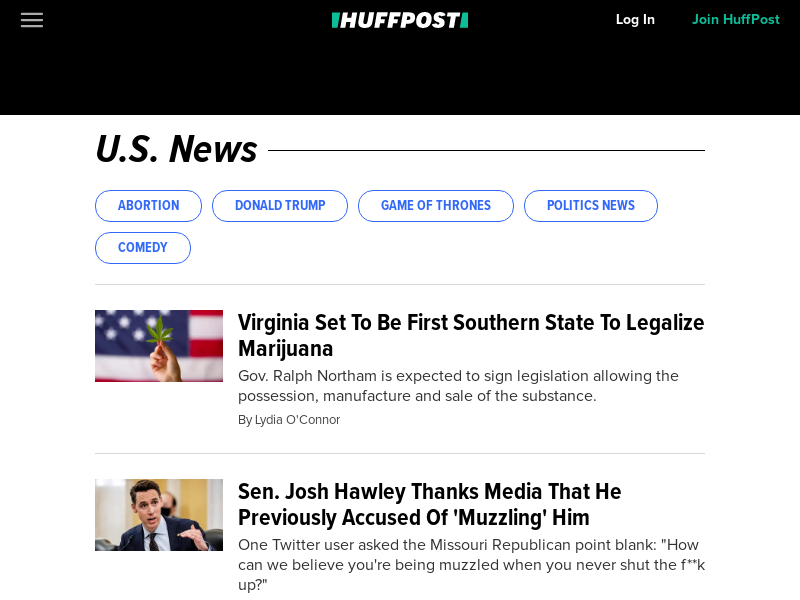 HUFFPOST
Log In
Join HuffPost
U.S. News
ABORTION
DONALD TRUMP
GAME OF THRONES
POLITICS NEWS
COMEDY
Virginia Set To Be First Southern State To Legalize
Marijuana
Gov. Ralph Northam is expected to sign legislation allowing the
possession, manufacture and sale of the substance.
By Lydia O'Connor
Sen. Josh Hawley Thanks Media That He
Previously Accused Of 'Muzzling' Him
One Twitter user asked the Missouri Republican point blank: "How
can we believe you're being muzzled when you never shut the f**k
up?"